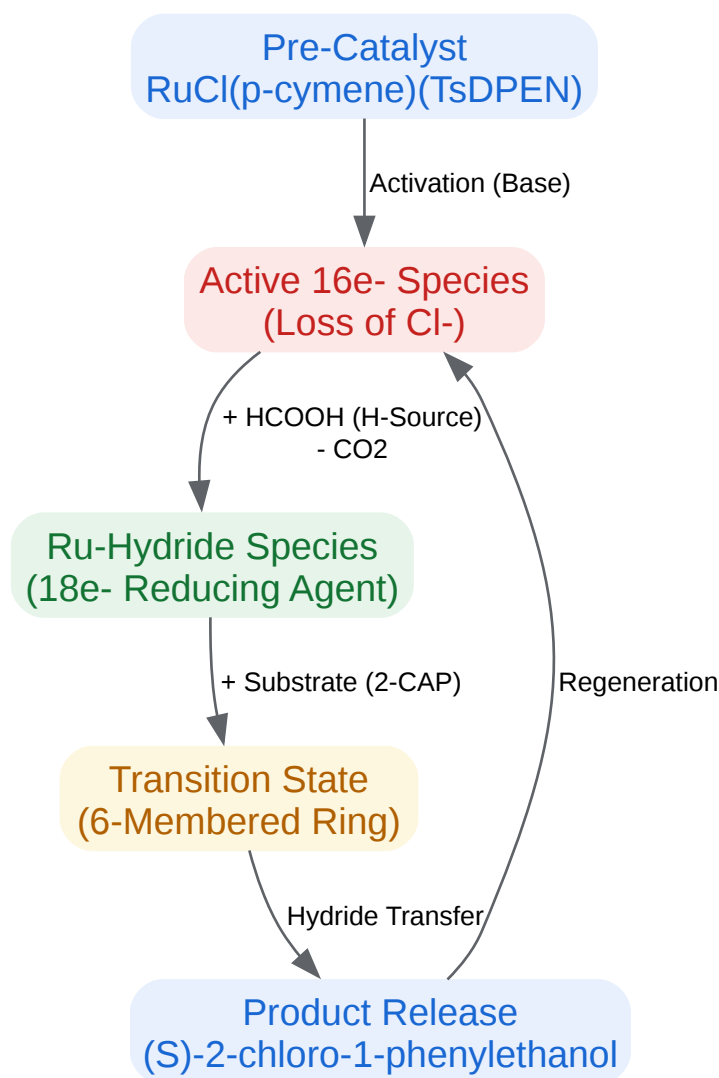 Pre-Catalyst
RuCl(p-cymene)(TsDPEN)
Activation (Base)
Active 16e- Species
(Loss of Cl-)
+ HCOOH (H-Source)
- CO2
Ru-Hydride Species
(18e- Reducing Agent)
+ Substrate (2-CAP)
Regeneration
Transition State
(6-Membered Ring)
Hydride Transfer
Product Release
(S)-2-chloro-1-phenylethanol